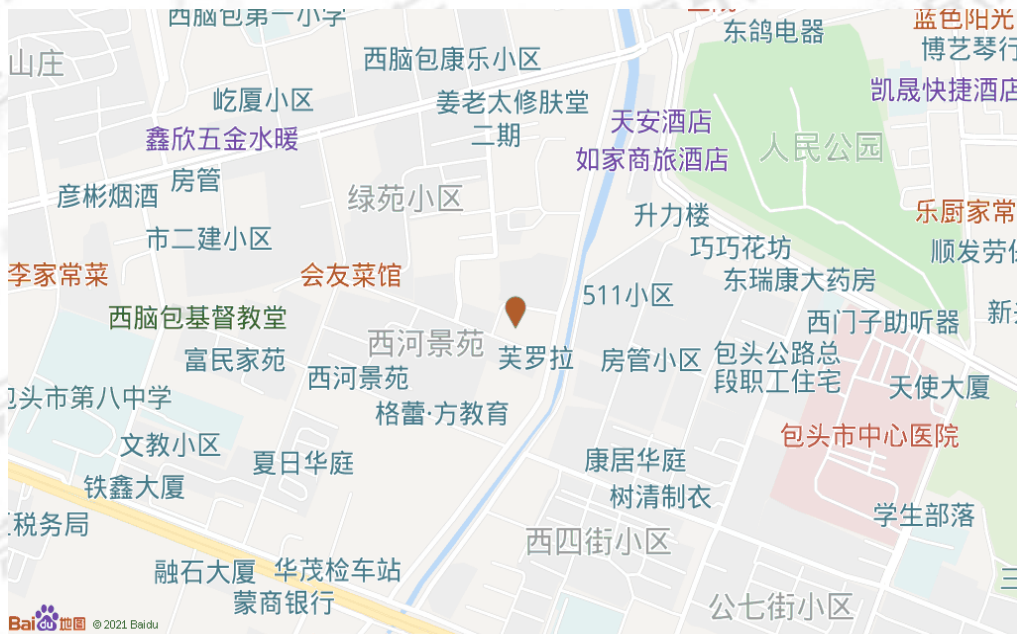 西脑包第一小学
东鸽电器
蓝色阳光
博艺琴行
山庄
西脑包康乐小区
凯晟快捷酒店
屹厦小区
姜老太修肤堂
二期
天安酒店
鑫欣五金水暖
如家商旅酒店
人民公园
房管
彦彬烟酒
绿苑小区
升力楼
乐厨家常
市二建小区
巧巧花坊
顺发劳保
李家常菜
会友菜馆
东瑞康大药房
511小区
西脑包基督教堂
西门子助听器
西河景苑
富民家苑
芙罗拉
房管小区
包头公路总
段职工住宅
西河景苑
天使大厦
包头市第八中学
格蕾·方教育
文教小区
包头市中心医院
夏日华庭
康居华庭
铁鑫大厦
树清制衣
税务局
学生部落
西四街小区
融石大厦
华茂检车站
蒙商银行
公七街小区
Bai du 地图
© 2021 Baidu